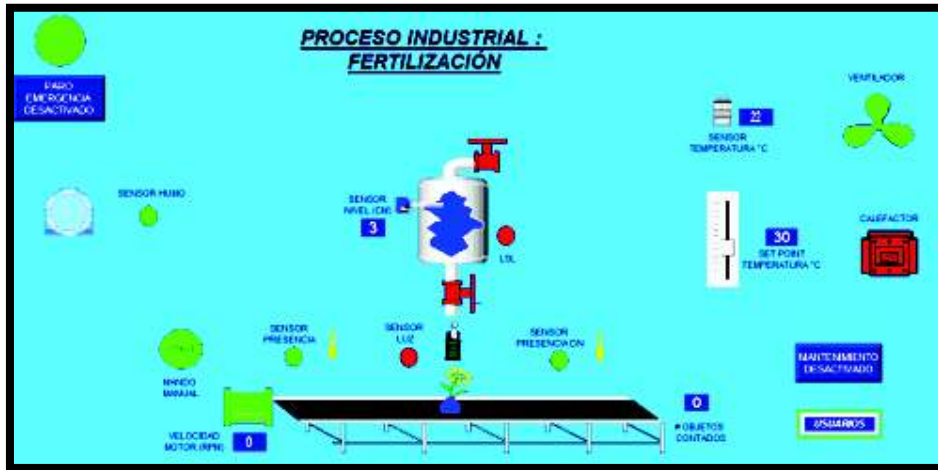 PROCESO INDUSTRIAL :
FERTILIZACIÓN
PARO
EMERGENCIA
DESACTIVADO
VENTILADOR
22
SENSOR
TEMPERATURA °C
SENSOR HUMO
SENSOR
NIVEL (CM)
3
LSL
CALEFACTOR
30
SET POINT
TEMPERATURA °C
SENSOR
PRESENCIA
SENSOR
LUZ
SENSOR
PRESENCIA ON
MANDO
MANUAL
MANTENIMIENTO
DESACTIVADO
VELOCIDAD
MOTOR (RPM)
0
0
# OBJETOS
CONTADOS
USUARIOS